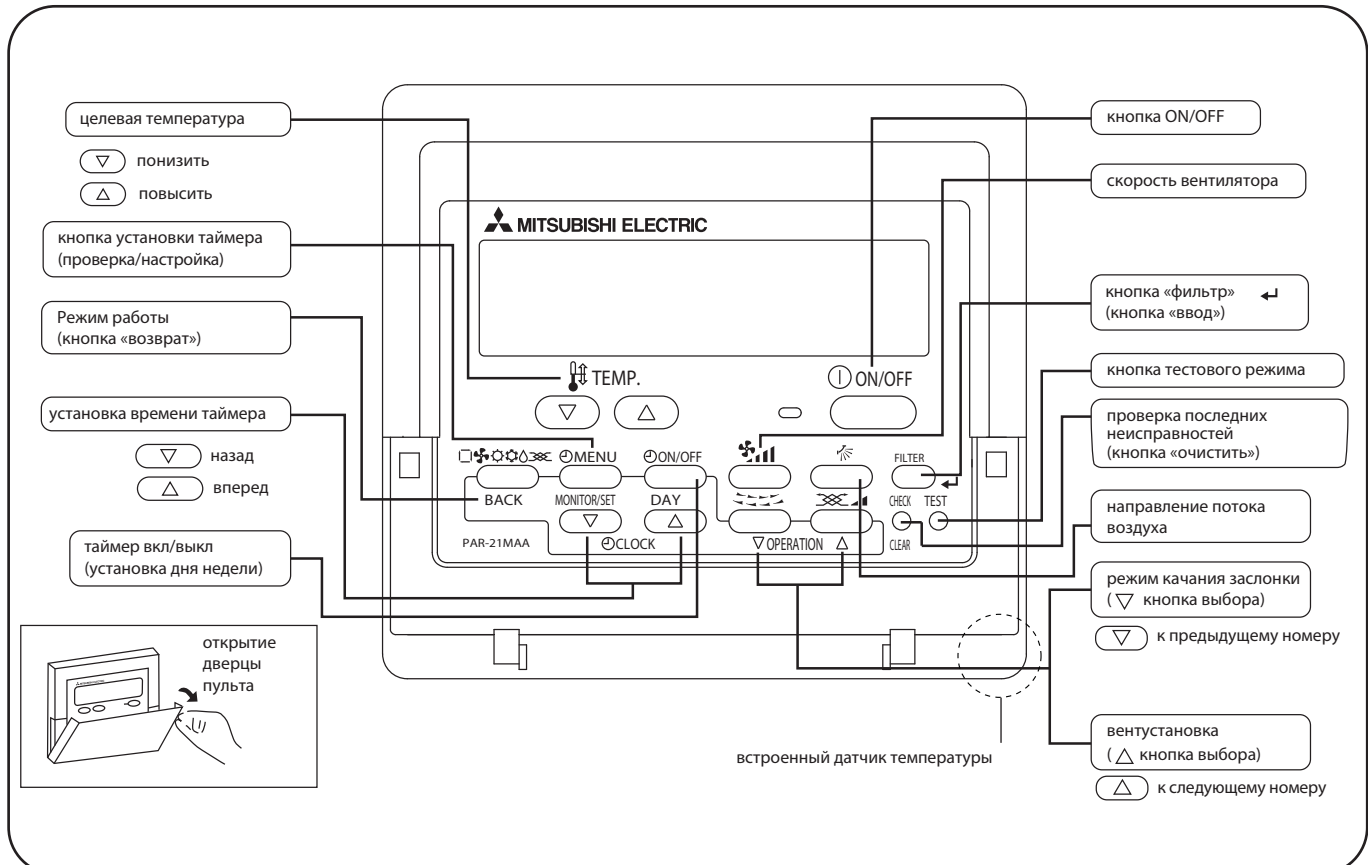 целевая температура
▽ понизить
△ повысить
кнопка установки таймера
(проверка/настройка)
Режим работы
(кнопка «возврат»)
установка времени таймера
▽ назад
△ вперед
таймер вкл/выкл
(установка дня недели)
открытие
дверцы
пульта
MITSUBISHI ELECTRIC
TEMP.
ON/OFF
▽ △
MENU
ON/OFF
FILTER
BACK
MONITOR/SET
DAY
CHECK TEST
▽ △
PAR-21MAA
CLOCK
▽ OPERATION △
CLEAR
встроенный датчик температуры
кнопка ON/OFF
скорость вентилятора
кнопка «фильтр» ↵
(кнопка «ввод»)
кнопка тестового режима
проверка последних
неисправностей
(кнопка «очистить»)
направление потока
воздуха
режим качания заслонки
( ▽ кнопка выбора)
▽ к предыдущему номеру
вентустановка
( △ кнопка выбора)
△ к следующему номеру